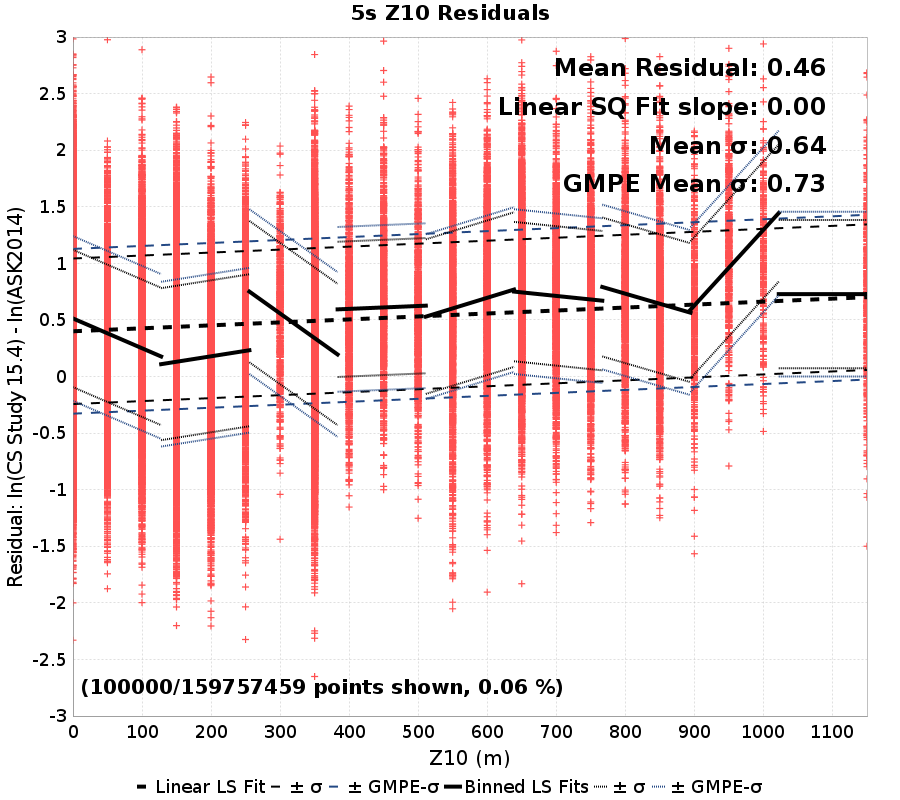 5s Z10 Residuals
Residual: ln(CS Study 15.4) - ln(ASK2014)
3
2.5
2
1.5
1
0.5
0
-0.5
-1
-1.5
-2
-2.5
-3
Mean Residual: 0.46
Linear SQ Fit slope: 0.00
Mean σ: 0.64
GMPE Mean σ: 0.73
(100000/159757459 points shown, 0.06 %)
0 100 200 300 400 500 600 700 800 900 1000 1100
Z10 (m)
Linear LS Fit ± σ ± GMPE-σ Binned LS Fits ± σ ± GMPE-σ